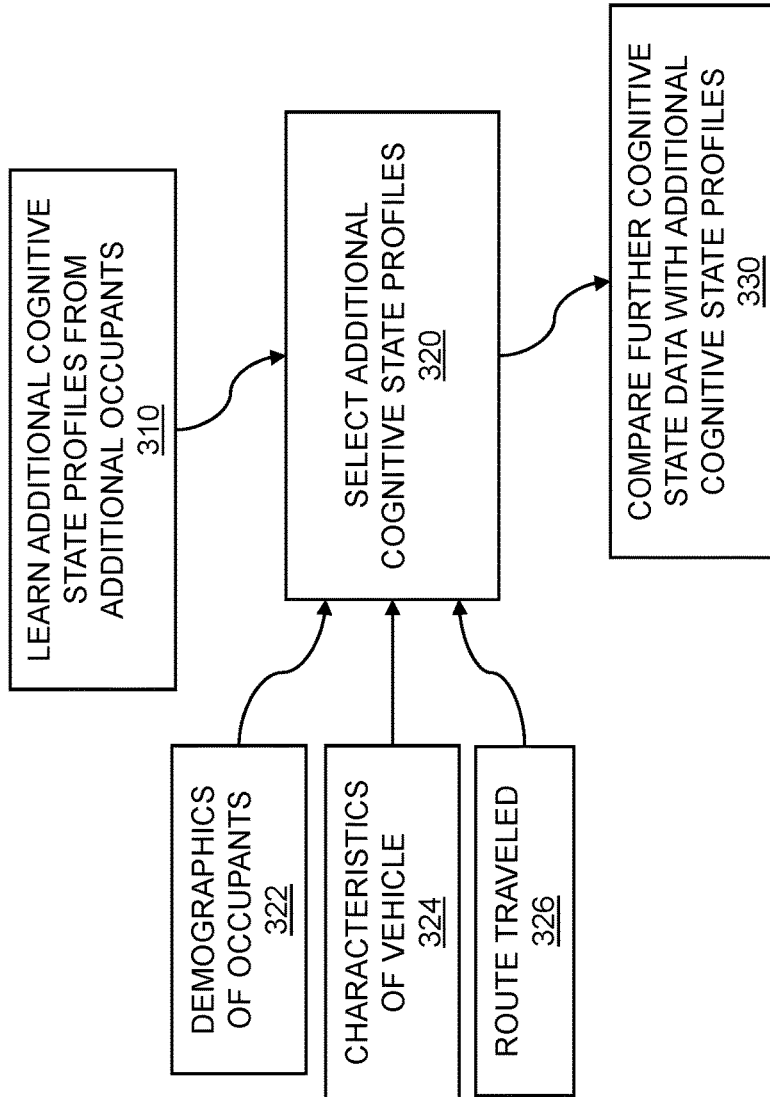 LEARN ADDITIONAL COGNITIVE
STATE PROFILES FROM
ADDITIONAL OCCUPANTS
310
DEMOGRAPHICS
OF OCCUPANTS
322
CHARACTERISTICS
OF VEHICLE
324
ROUTE TRAVELED
326
SELECT ADDITIONAL
COGNITIVE STATE PROFILES
320
COMPARE FURTHER COGNITIVE
STATE DATA WITH ADDITIONAL
COGNITIVE STATE PROFILES
330